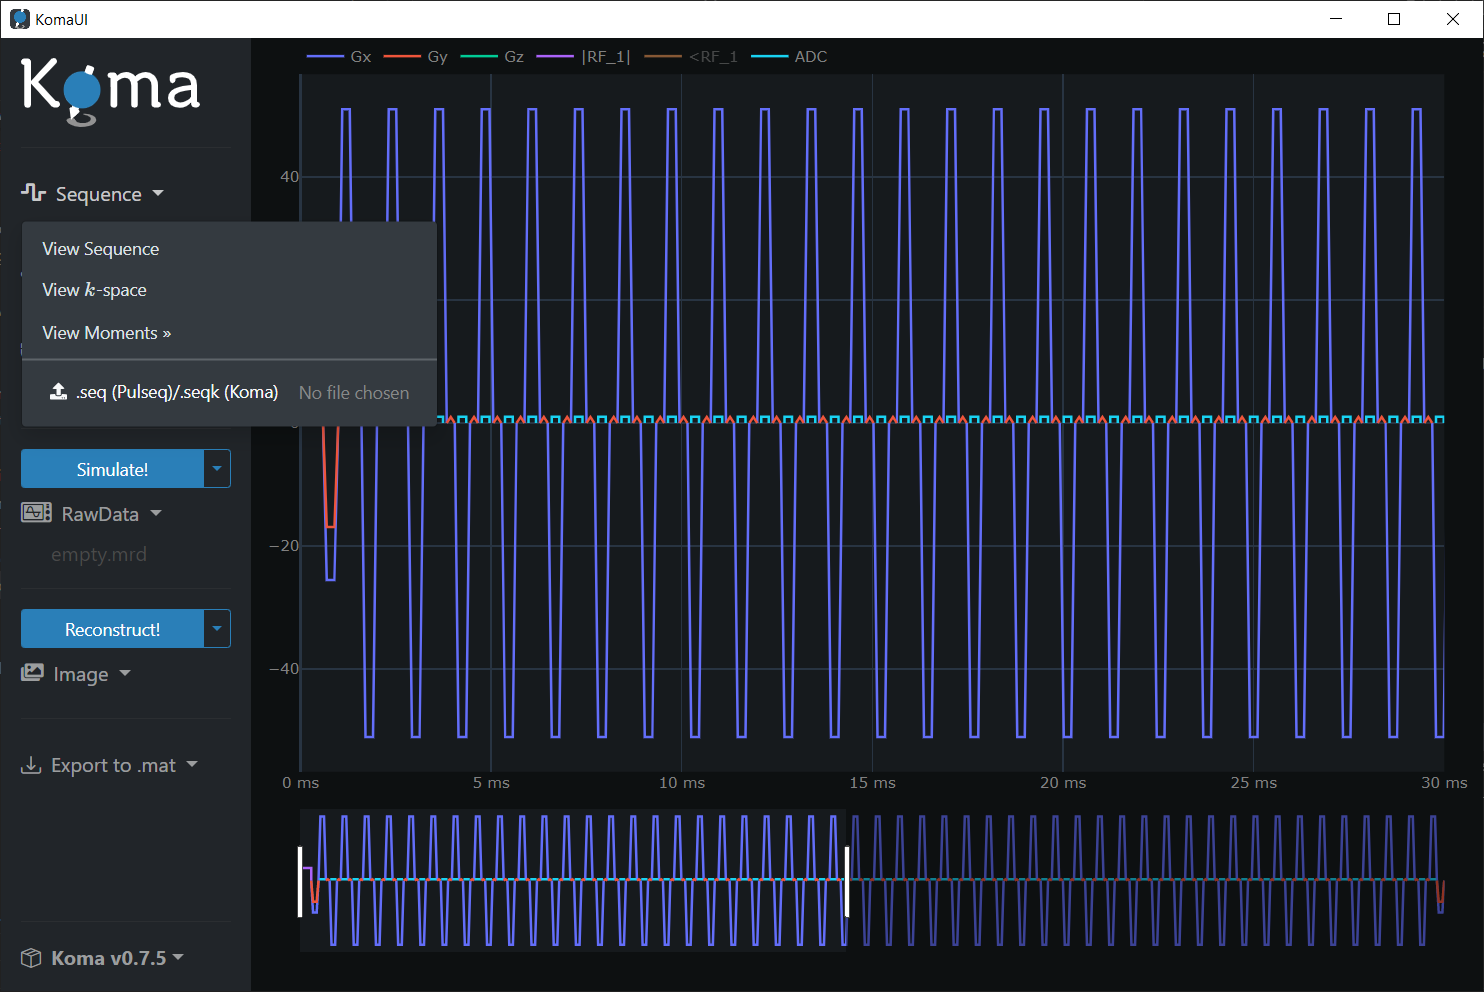 KomaUI
Koma
Gx Gy Gz |RF_1| <RF_1 ADC
Sequence
View Sequence
View k-space
View Moments »
.seq (Pulseq)/.seqk (Koma) No file chosen
Simulate!
RawData
empty.mrd
Reconstruct!
Image
Export to .mat
Koma v0.7.5
40
−20
−40
0 ms 5 ms 10 ms 15 ms 20 ms 25 ms 30 ms